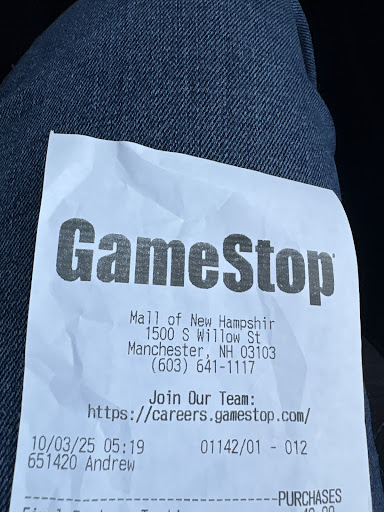 GameStop
Mall of New Hampshir
1500 S Willow St
Manchester, NH 03103
(603) 641-1117
Join Our Team:
https://careers.gamestop.com/
10/03/25 05:19 01142/01 - 012
651420 Andrew
--------------------------------PURCHASES